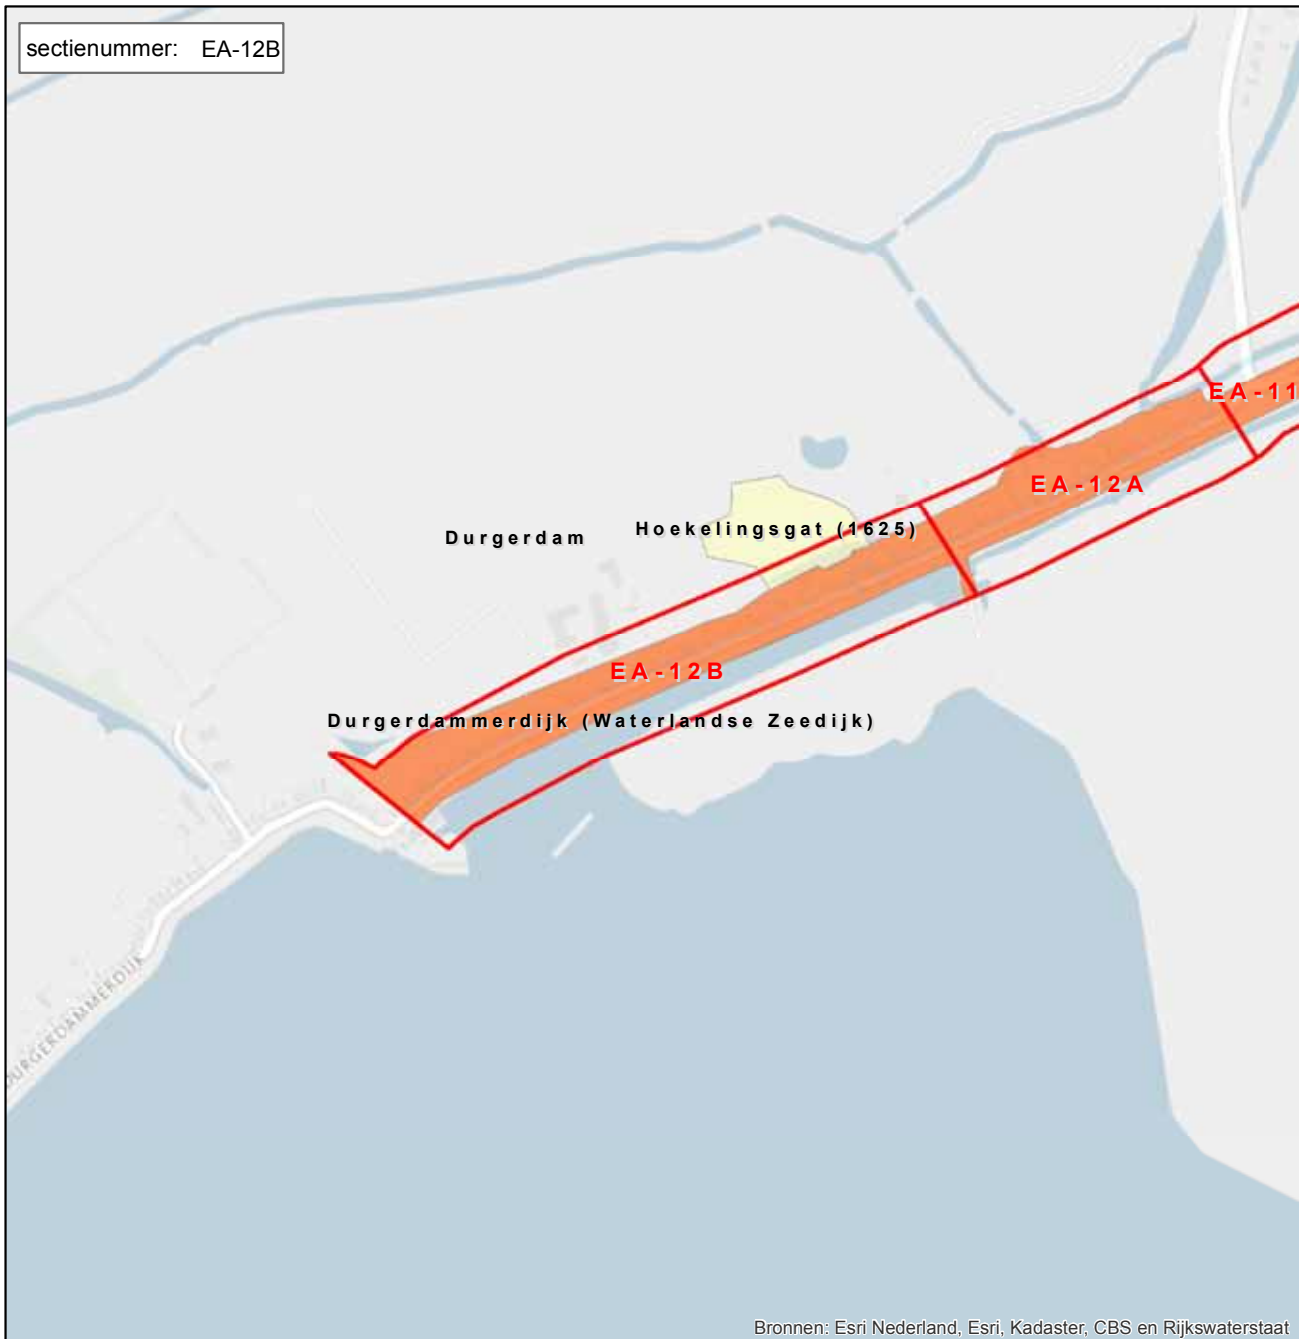 sectienummer: EA-12B
EA-11
EA-12A
Durgerdam
Hoekelingsgat (1625)
EA-12B
Durgerdammerdijk (Waterlandse Zeedijk)
DURGERDAMMERDIJK
Bronnen: Esri Nederland, Esri, Kadaster, CBS en Rijkswaterstaat